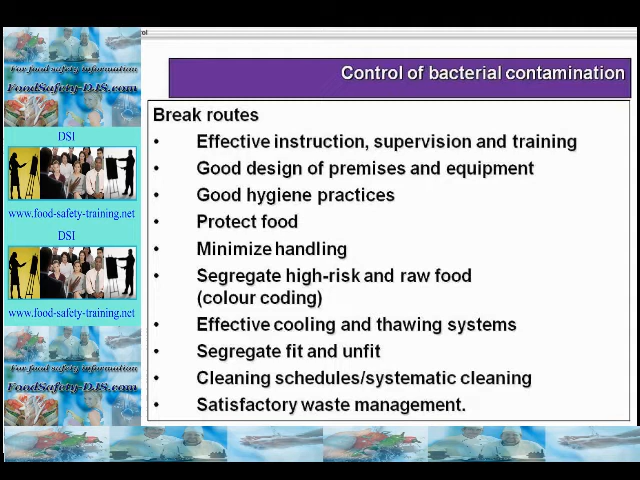 ol
Control of bacterial contamination
For food safety information
FoodSafety-DJS.com
DSI
www.food-safety-training.net
DSI
www.food-safety-training.net
For food safety information
FoodSafety-DJS.com
Break routes
• Effective instruction, supervision and training
• Good design of premises and equipment
• Good hygiene practices
• Protect food
• Minimize handling
• Segregate high-risk and raw food
(colour coding)
• Effective cooling and thawing systems
• Segregate fit and unfit
• Cleaning schedules/systematic cleaning
• Satisfactory waste management.